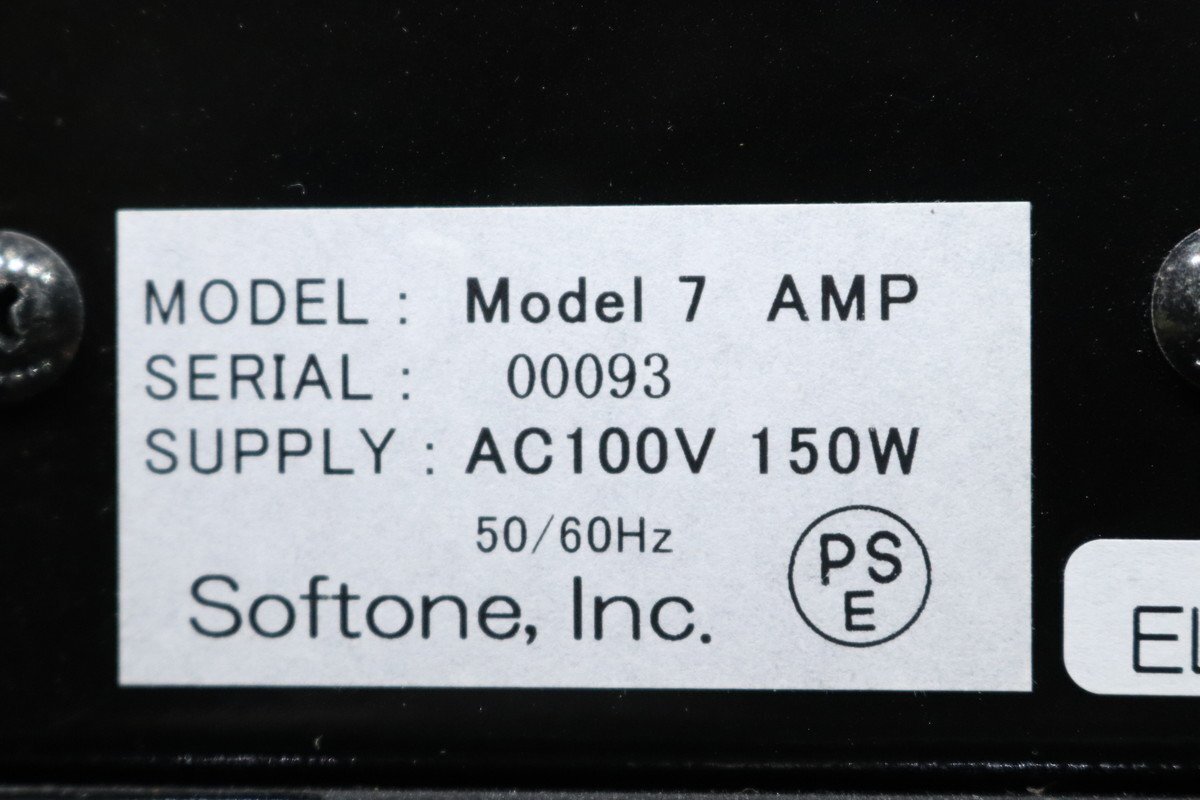 MODEL : Model 7 AMP
SERIAL : 00093
SUPPLY : AC100V 150W
50/60Hz
Softone, Inc.
PS
E